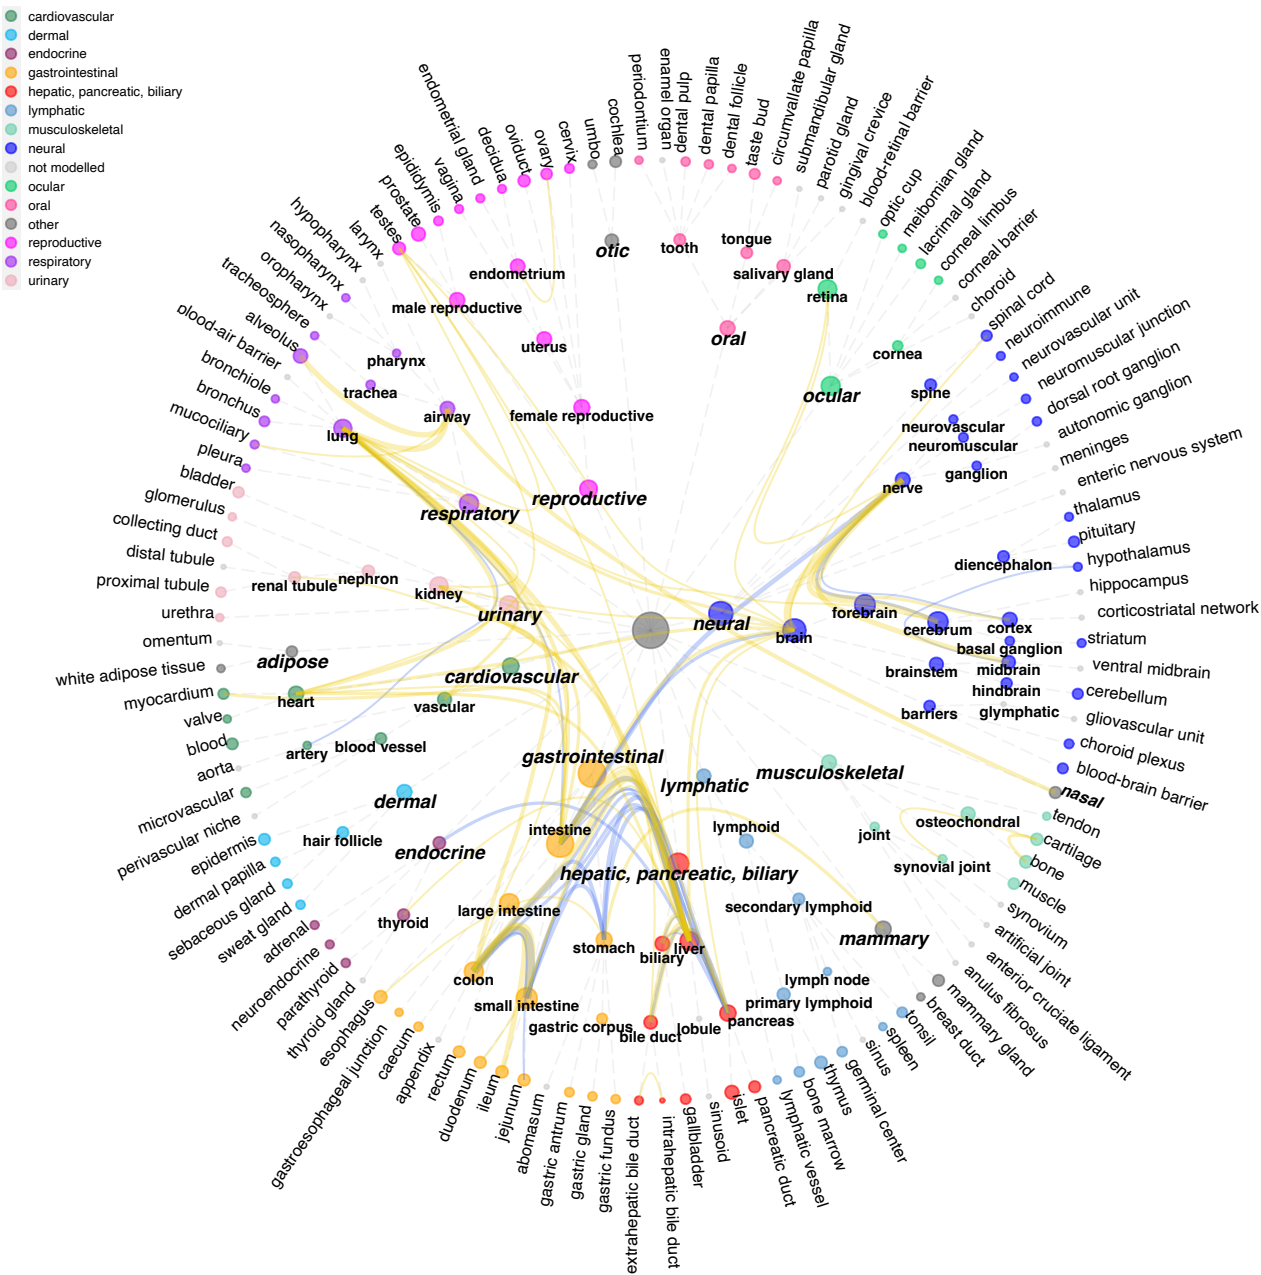 cardiovascular
dermal
endocrine
gastrointestinal
hepatic, pancreatic, biliary
lymphatic
musculoskeletal
neural
not modelled
ocular
oral
other
reproductive
respiratory
urinary
periodontium
enamel organ
dental pulp
dental papilla
dental follicle
taste bud
circumvallate papilla
submandibular gland
parotid gland
gingival crevice
blood-retinal barrier
optic cup
meibomian gland
lacrimal gland
corneal limbus
corneal barrier
choroid
spinal cord
neuroimmune
neurovascular unit
neuromuscular junction
dorsal root ganglion
autonomic ganglion
meninges
enteric nervous system
thalamus
pituitary
hypothalamus
hippocampus
corticostriatal network
striatum
ventral midbrain
cerebellum
gliovascular unit
choroid plexus
blood-brain barrier
nasal
tendon
cartilage
bone
muscle
synovium
artificial joint
anterior cruciate ligament
anulus fibrosus
mammary gland
breast duct
tonsil
spleen
sinus
germinal center
thymus
bone marrow
lymphatic vessel
pancreatic duct
islet
sinusoid
gallbladder
intrahepatic bile duct
extrahepatic bile duct
gastric fundus
gastric gland
gastric antrum
abomasum
jejunum
ileum
duodenum
rectum
appendix
caecum
gastroesophageal junction
esophagus
thyroid gland
parathyroid
neuroendocrine
adrenal
sweat gland
sebaceous gland
dermal papilla
epidermis
perivascular niche
microvascular
aorta
blood
valve
myocardium
white adipose tissue
omentum
urethra
proximal tubule
distal tubule
collecting duct
glomerulus
bladder
pleura
mucociliary
bronchus
bronchiole
plood-air barrier
alveolus
tracheosphere
oropharynx
nasopharynx
hypopharynx
larynx
testes
prostate
epididymis
vagina
endometrial gland
decidua
oviduct
ovary
cervix
umbo
cochlea
otic
tooth
tongue
salivary gland
retina
oral
cornea
ocular
spine
neurovascular
neuromuscular
ganglion
nerve
diencephalon
forebrain
cerebrum
cortex
basal ganglion
midbrain
brainstem
hindbrain
barriers
glymphatic
neural
brain
endometrium
male reproductive
uterus
pharynx
trachea
airway
female reproductive
lung
reproductive
respiratory
renal tubule
nephron
kidney
urinary
adipose
cardiovascular
heart
vascular
artery
blood vessel
gastrointestinal
lymphatic
musculoskeletal
dermal
hair follicle
endocrine
intestine
lymphoid
joint
osteochondral
synovial joint
hepatic, pancreatic, biliary
thyroid
large intestine
secondary lymphoid
stomach
biliary
liver
mammary
colon
small intestine
lymph node
primary lymphoid
gastric corpus
bile duct
lobule
pancreas